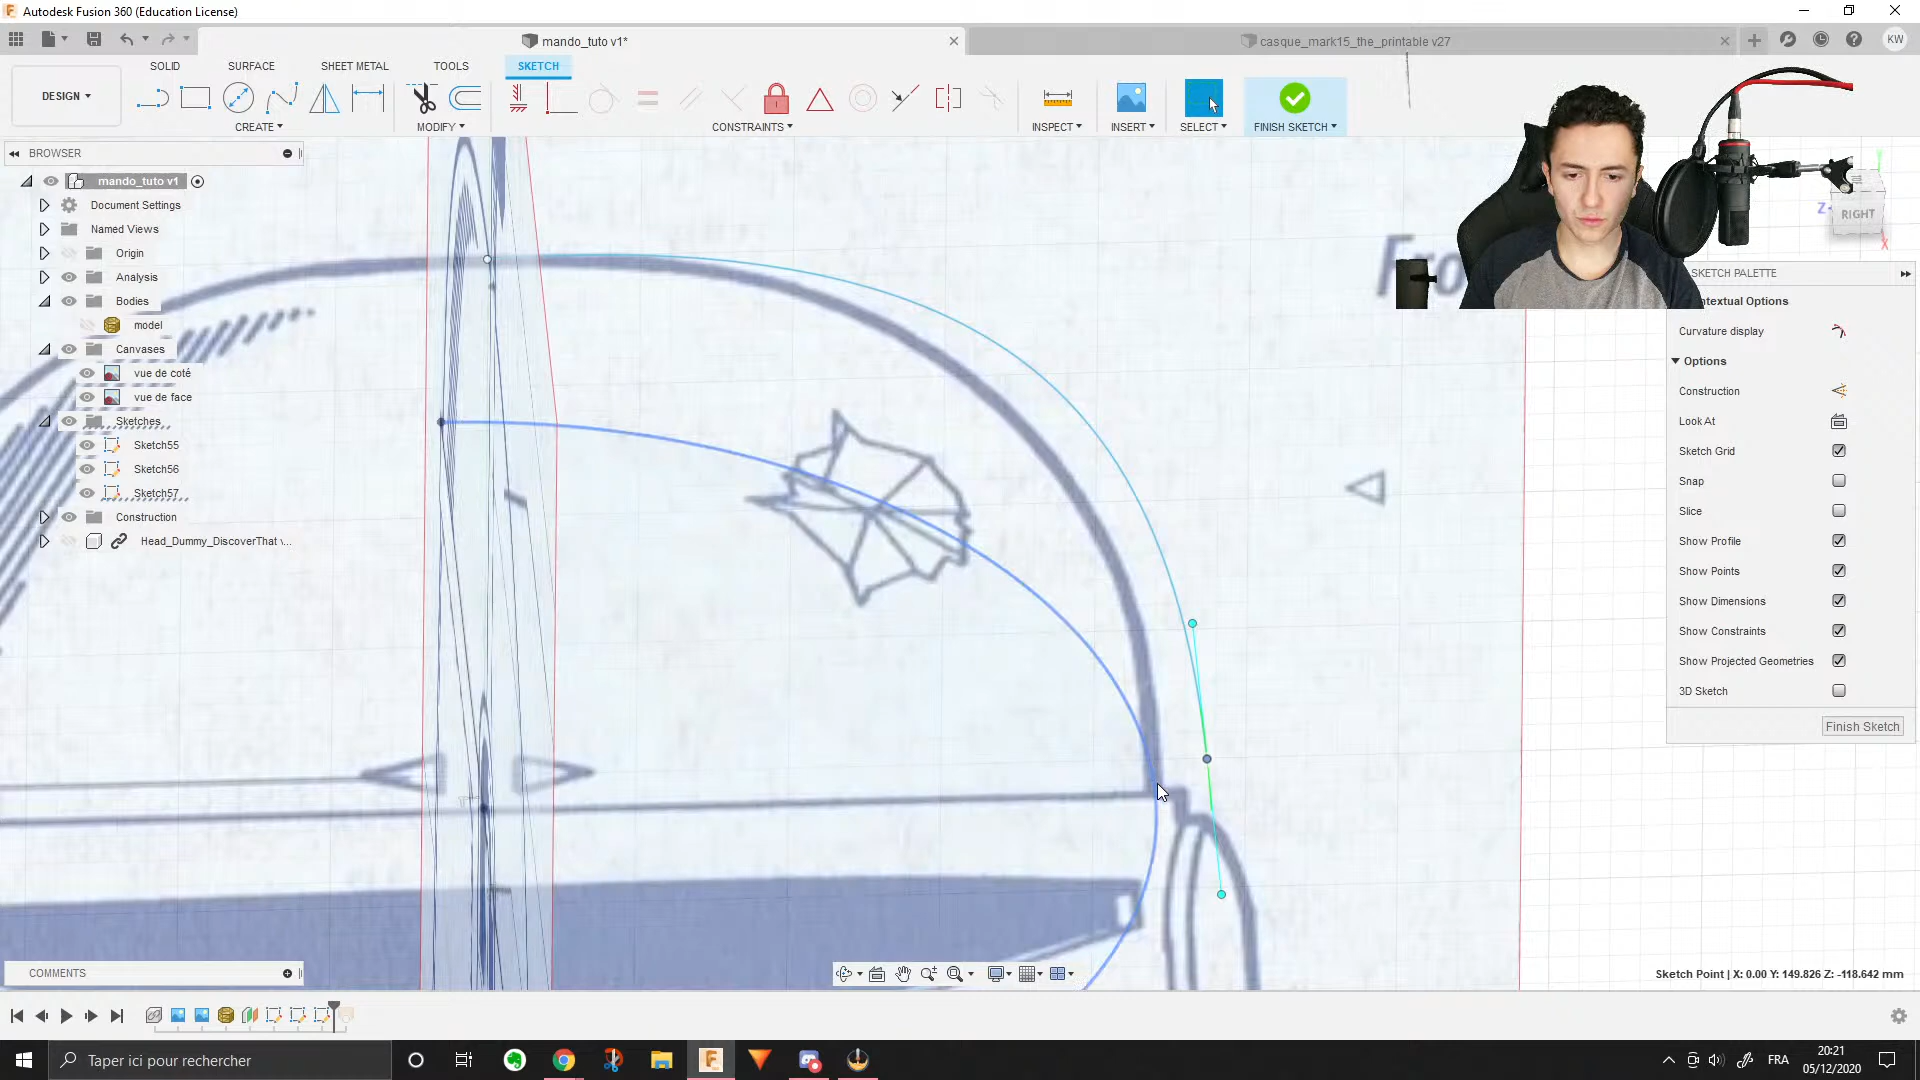 Autodesk Fusion 360 (Education License)
mando_tuto v1*
casque_mark15_the_printable v27
KW
DESIGN
SOLID
SURFACE
SHEET METAL
TOOLS
SKETCH
CREATE
MODIFY
CONSTRAINTS
INSPECT
INSERT
SELECT
FINISH SKETCH
BROWSER
mando_tuto v1
Document Settings
Named Views
Origin
Analysis
Bodies
model
Canvases
vue de coté
vue de face
Sketches
Sketch55
Sketch56
Sketch57
Construction
Head_Dummy_DiscoverThat
Z
RIGHT
X
SKETCH PALETTE
Options
Curvature display
Options
Construction
Look At
Sketch Grid
Snap
Slice
Show Profile
Show Points
Show Dimensions
Show Constraints
Show Projected Geometries
3D Sketch
Finish Sketch
COMMENTS
Sketch Point | X: 0.00 Y: 149.826 Z: -118.642 mm
Taper ici pour rechercher
FRA
20:21
05/12/2020